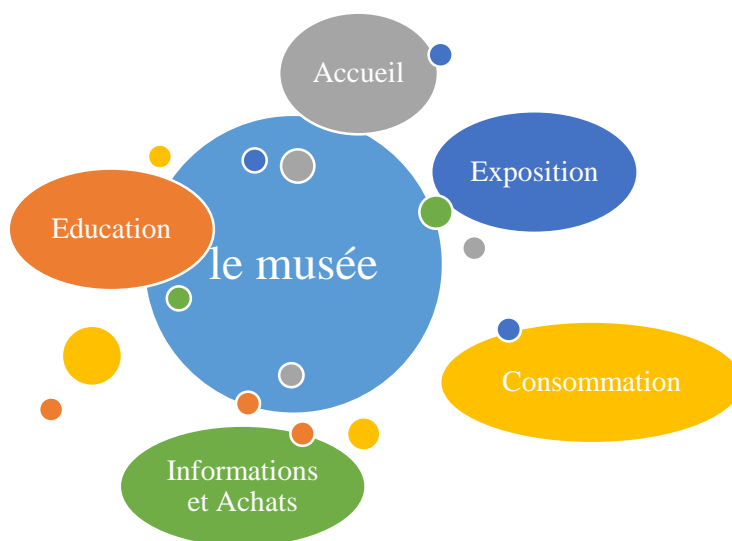 Accueil
Exposition
Education
le musée
Consommation
Informations
et Achats